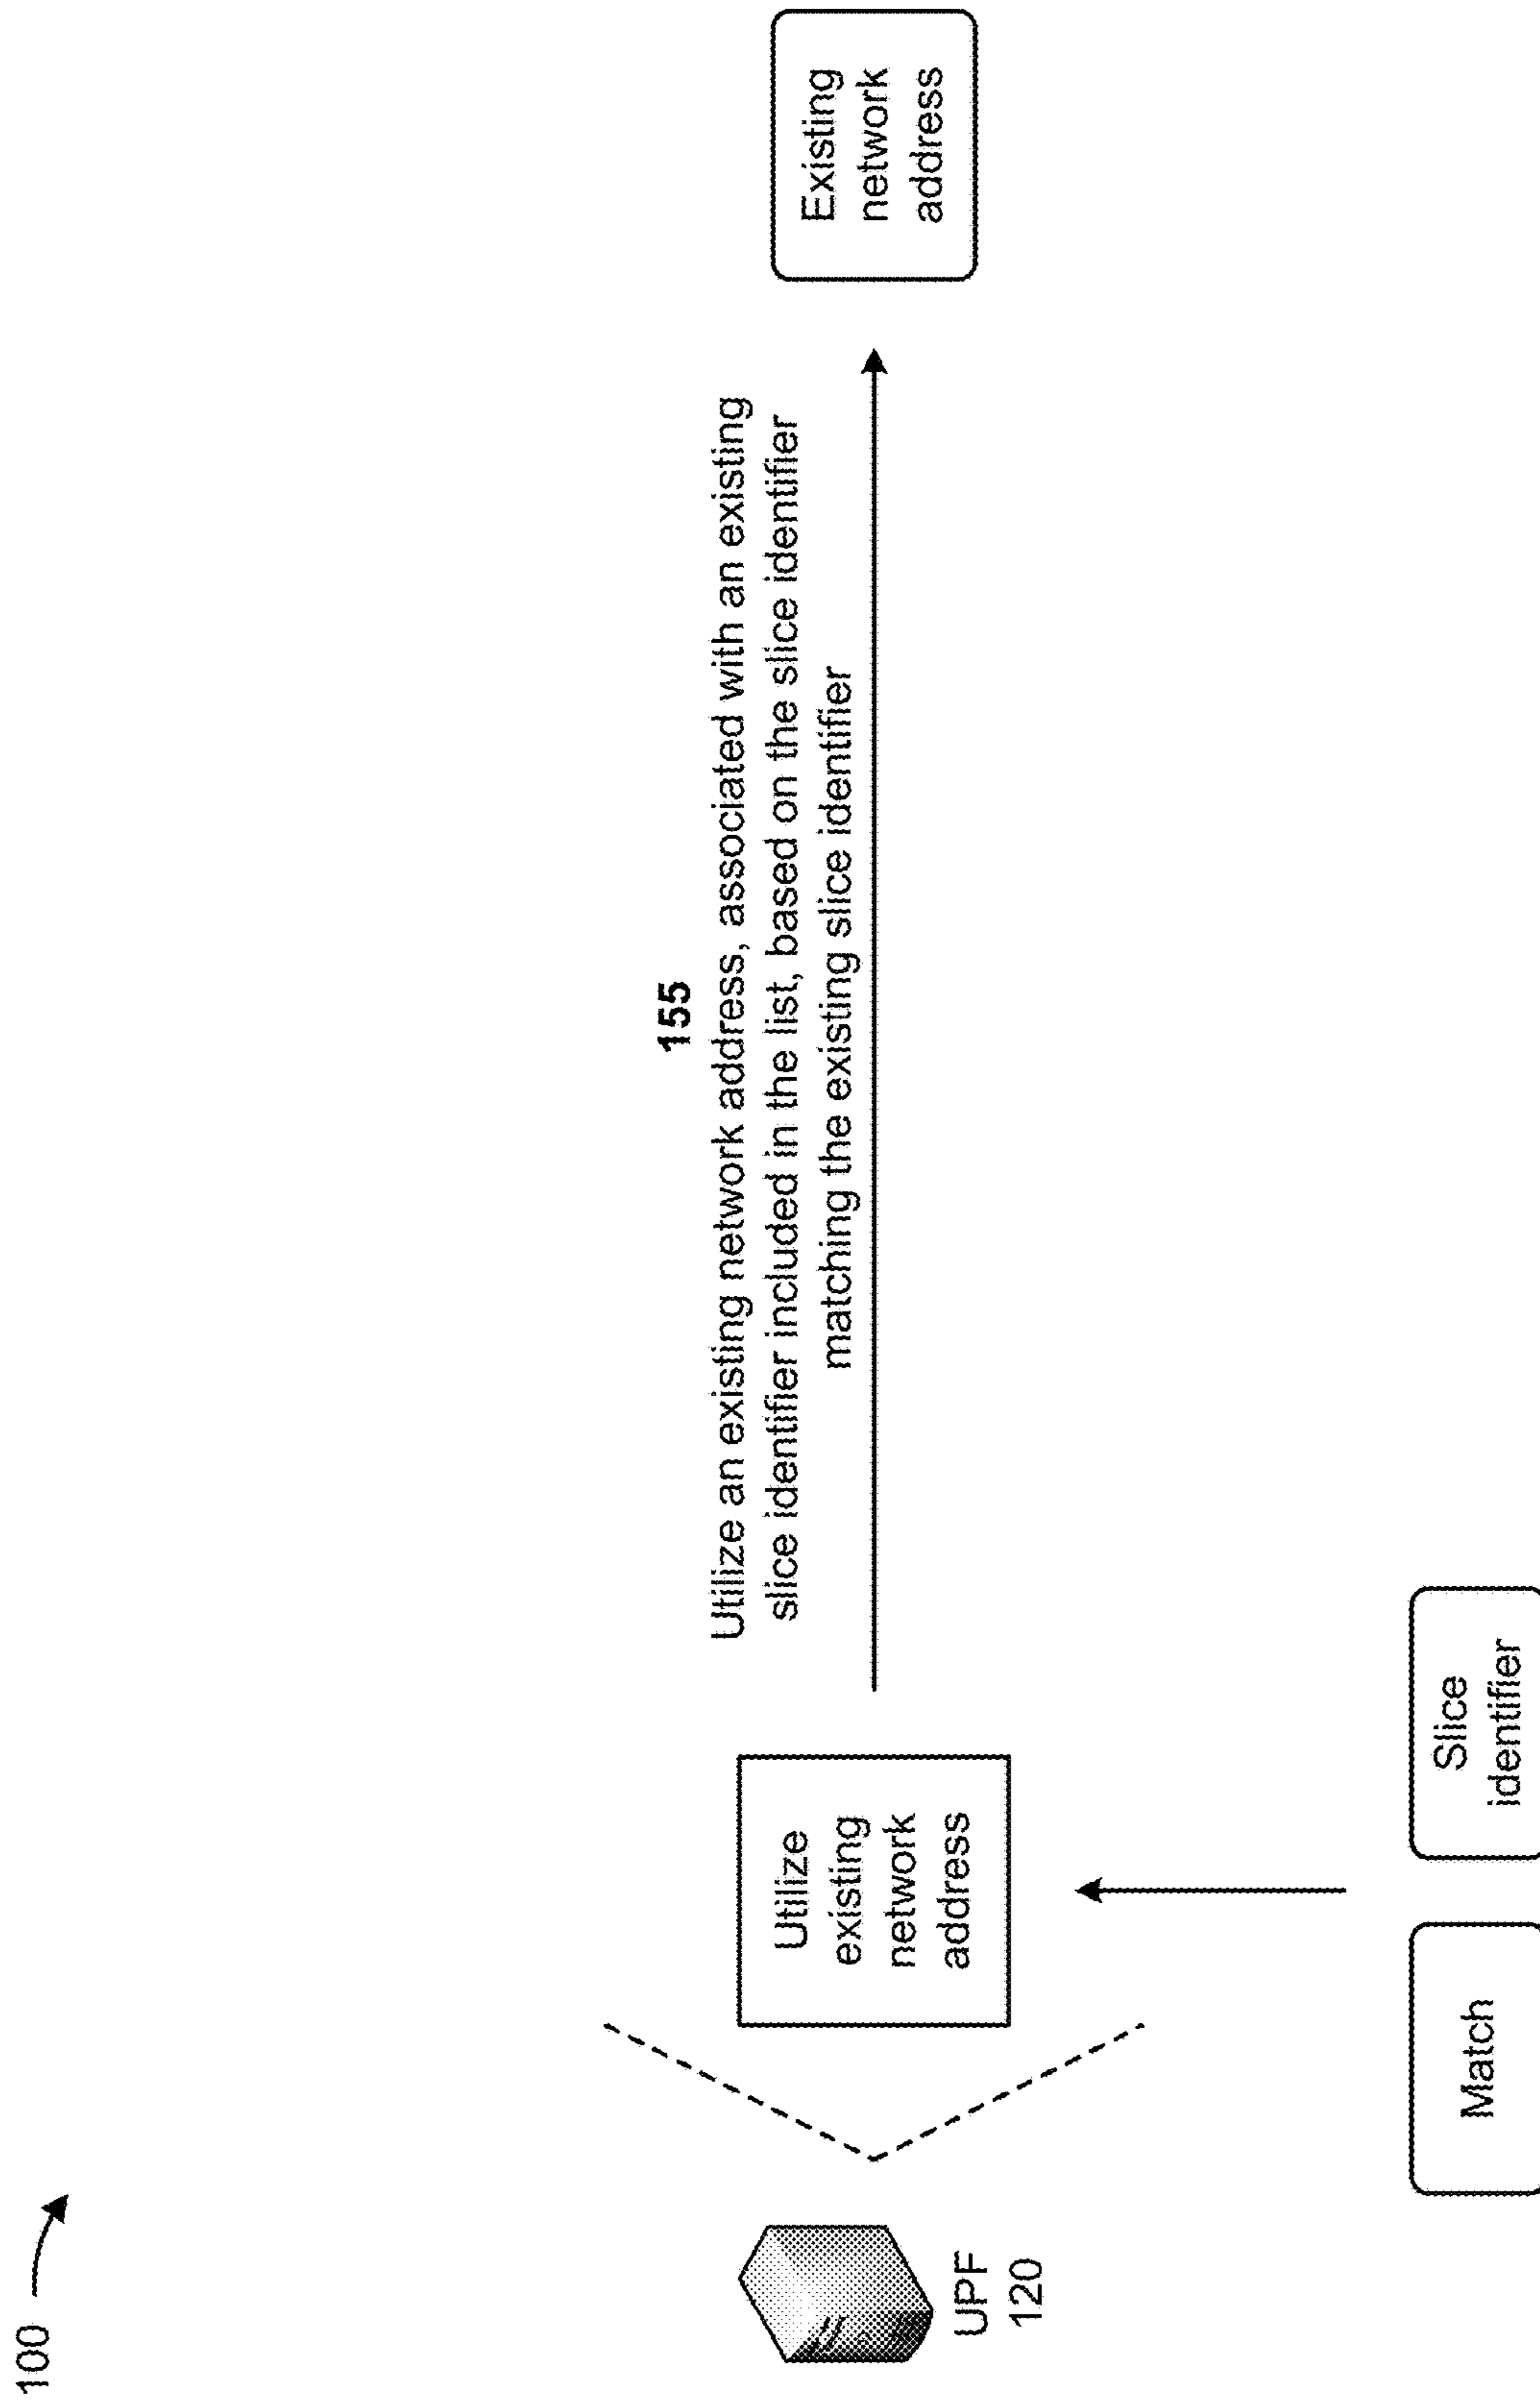 100
155
Utilize an existing network address, associated with an existing
slice identifier included in the list, based on the slice identifier
matching the existing slice identifier
UPF
120
Utilize
existing
network
address
Existing
network
address
Match
Slice
identifier